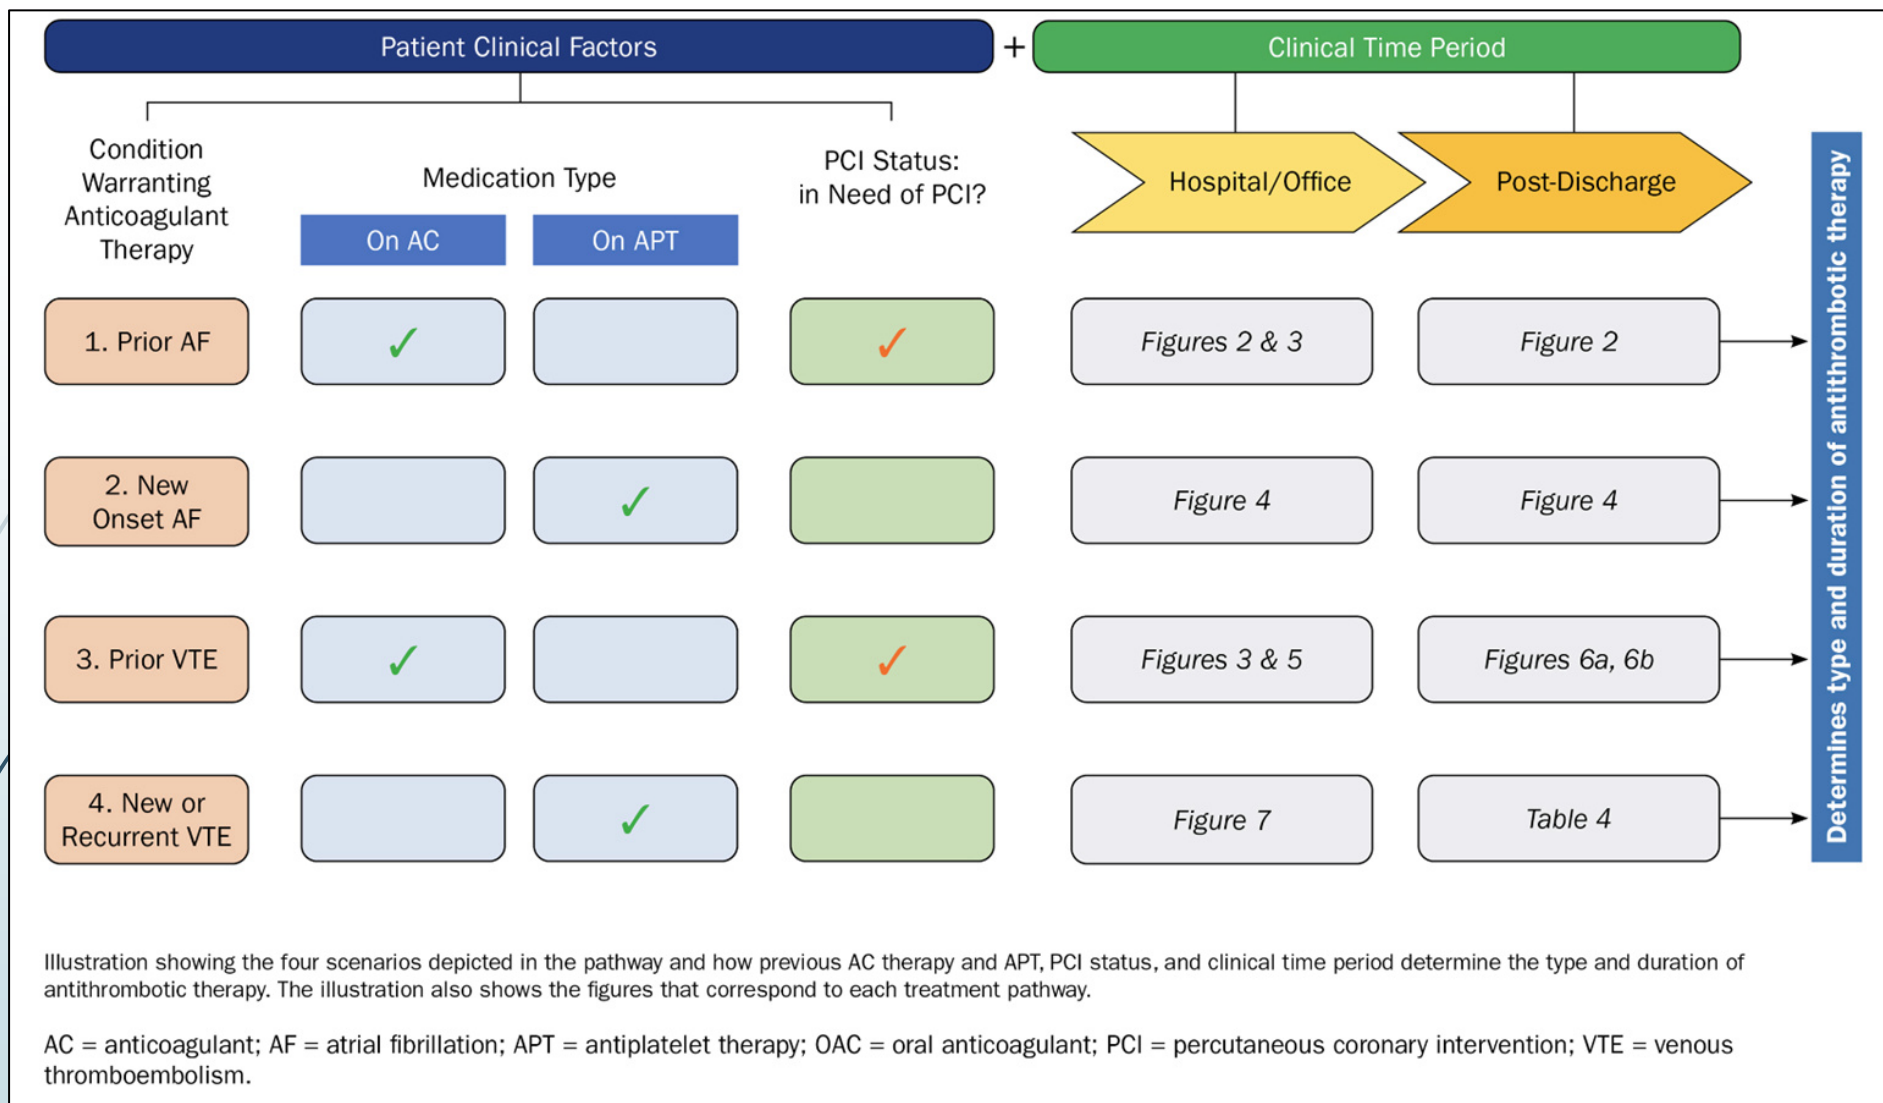 Patient Clinical Factors
+
Clinical Time Period
Condition
Warranting
Anticoagulant
Therapy
Medication Type
On AC
On APT
PCI Status:
in Need of PCI?
Hospital/Office
Post-Discharge
1. Prior AF
✓
✓
Figures 2 & 3
Figure 2
2. New
Onset AF
✓
Figure 4
Figure 4
3. Prior VTE
✓
✓
Figures 3 & 5
Figures 6a, 6b
4. New or
Recurrent VTE
✓
Figure 7
Table 4
Determines type and duration of antithrombotic therapy
Illustration showing the four scenarios depicted in the pathway and how previous AC therapy and APT, PCI status, and clinical time period determine the type and duration of
antithrombotic therapy. The illustration also shows the figures that correspond to each treatment pathway.
AC = anticoagulant; AF = atrial fibrillation; APT = antiplatelet therapy; OAC = oral anticoagulant; PCI = percutaneous coronary intervention; VTE = venous
thromboembolism.